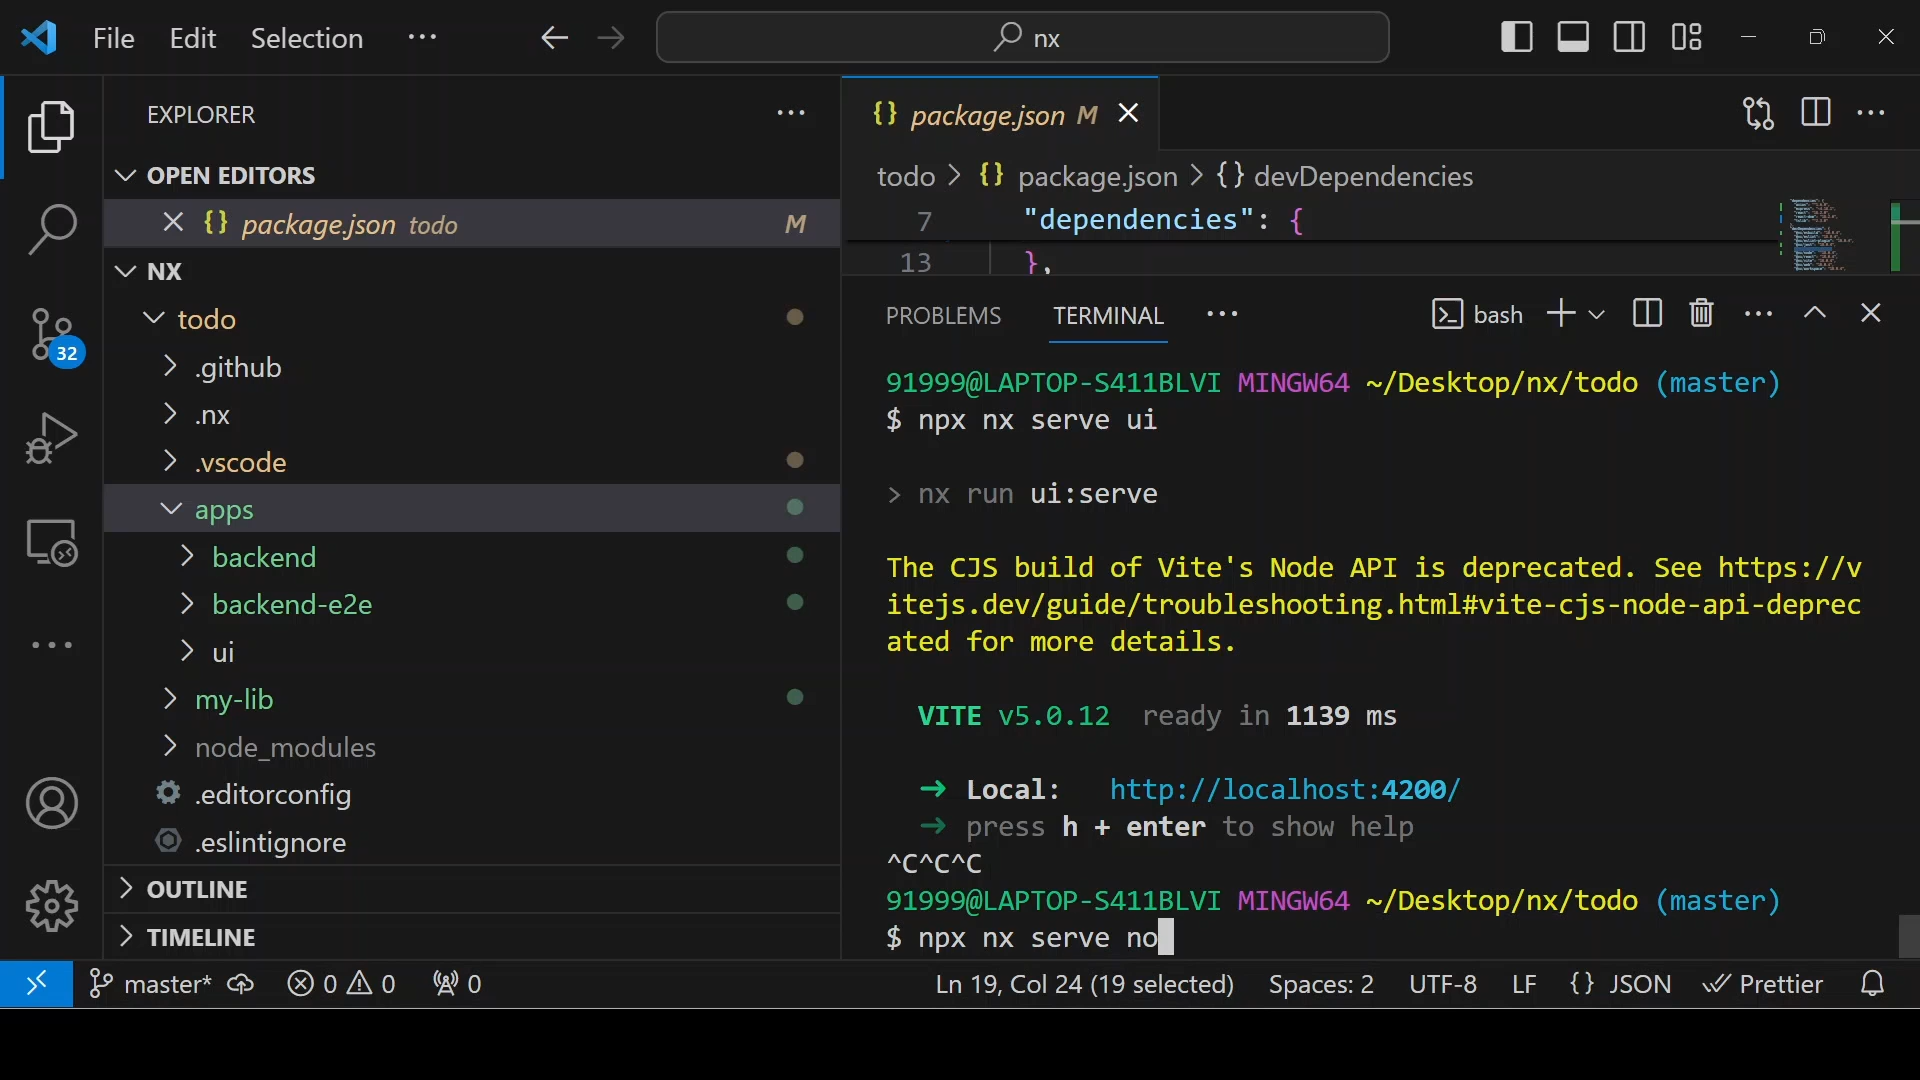 File Edit Selection ···
nx
EXPLORER
OPEN EDITORS
package.json todo M
NX
todo
.github
.nx
.vscode
apps
backend
backend-e2e
ui
my-lib
node_modules
.editorconfig
.eslintignore
OUTLINE
TIMELINE
32
{} package.json M
todo > {} package.json > {} devDependencies
7 "dependencies": {
13 },
PROBLEMS TERMINAL ··· bash
91999@LAPTOP-S411BLVI MINGW64 ~/Desktop/nx/todo (master)
$ npx nx serve ui
> nx run ui:serve
The CJS build of Vite's Node API is deprecated. See https://v
itejs.dev/guide/troubleshooting.html#vite-cjs-node-api-deprec
ated for more details.
VITE v5.0.12 ready in 1139 ms
➜ Local: http://localhost:4200/
➜ press h + enter to show help
^C^C^C
91999@LAPTOP-S411BLVI MINGW64 ~/Desktop/nx/todo (master)
$ npx nx serve no
master* 0 0 0 Ln 19, Col 24 (19 selected) Spaces: 2 UTF-8 LF {} JSON Prettier